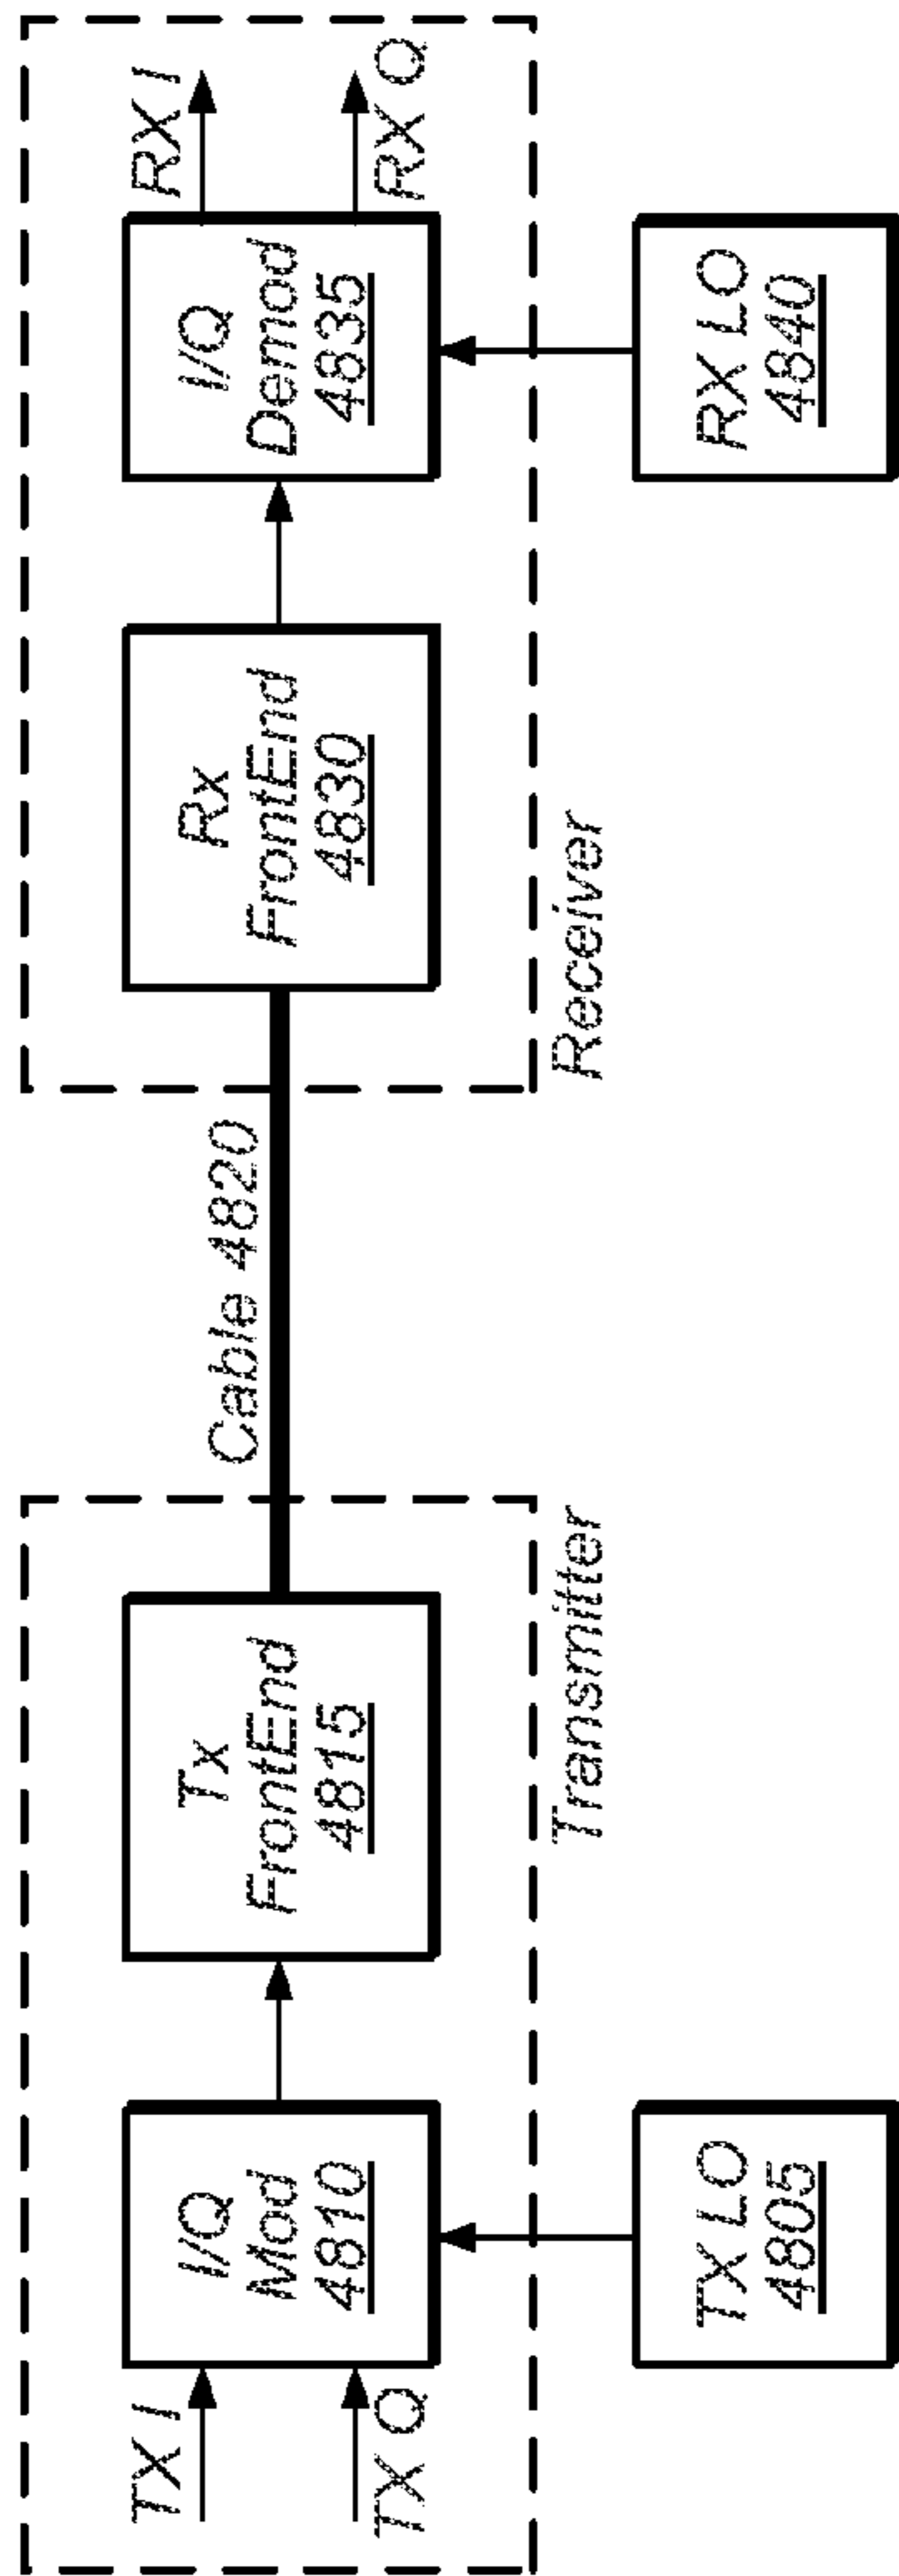 TX I
TX Q
I/Q
Mod
4810
Tx
FrontEnd
4815
Cable 4820
Rx
FrontEnd
4830
I/Q
Demod
4835
RX I
RX Q
Transmitter
Receiver
TX LO
4805
RX LO
4840